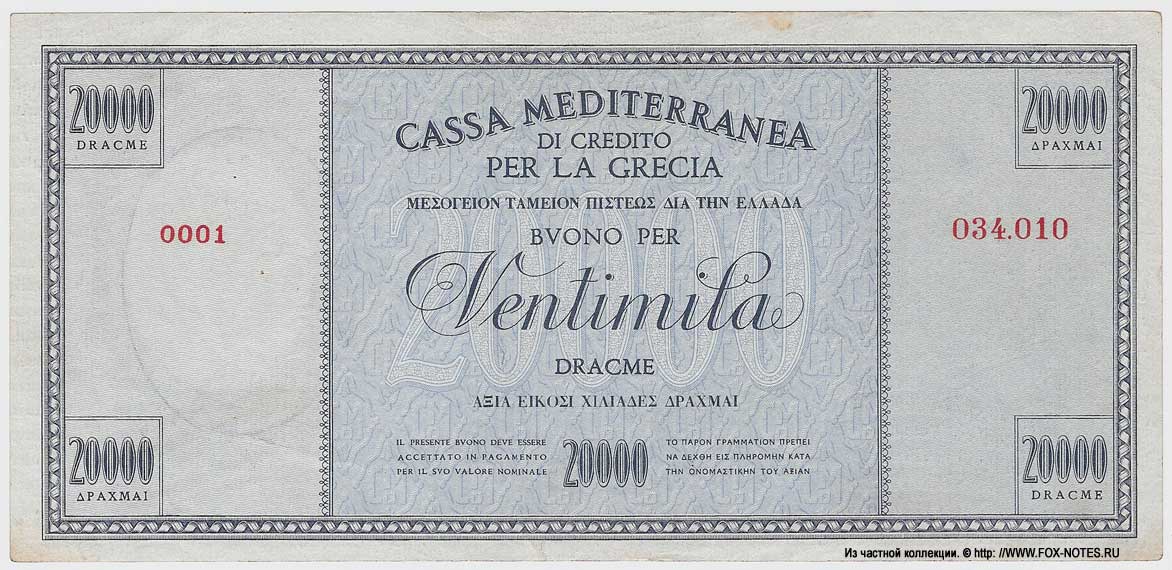 20000
DRACME
20000
ΔΡΑΧΜΑΙ
CASSA MEDITERRANEA
DI CREDITO
PER LA GRECIA
ΜΕΣΟΓΕΙΟΝ ΤΑΜΕΙΟΝ ΠΙΣΤΕΩΣ ΔΙΑ ΤΗΝ ΕΛΛΑΔΑ
0001
BVONO PER
034.010
20000
Ventimila
DRACME
ΑΞΙΑ ΕΙΚΟΣΙ ΧΙΛΙΑΔΕΣ ΔΡΑΧΜΑΙ
20000
ΔΡΑΧΜΑΙ
IL PRESENTE BVONO DEVE ESSERE
ACCETTATO IN PAGAMENTO
PER IL SVO VALORE NOMINALE
20000
ΤΟ ΠΑΡΟΝ ΓΡΑΜΜΑΤΙΟΝ ΠΡΕΠΕΙ
ΝΑ ΔΕΧΘΗ ΕΙΣ ΠΛΗΡΟΜΗΝ ΚΑΤΑ
ΤΗΝ ΟΝΟΜΑΣΤΙΚΗΝ ΤΟΥ ΑΞΙΑΝ
20000
DRACME
Из частной коллекции. © http: //WWW.FOX-NOTES.RU